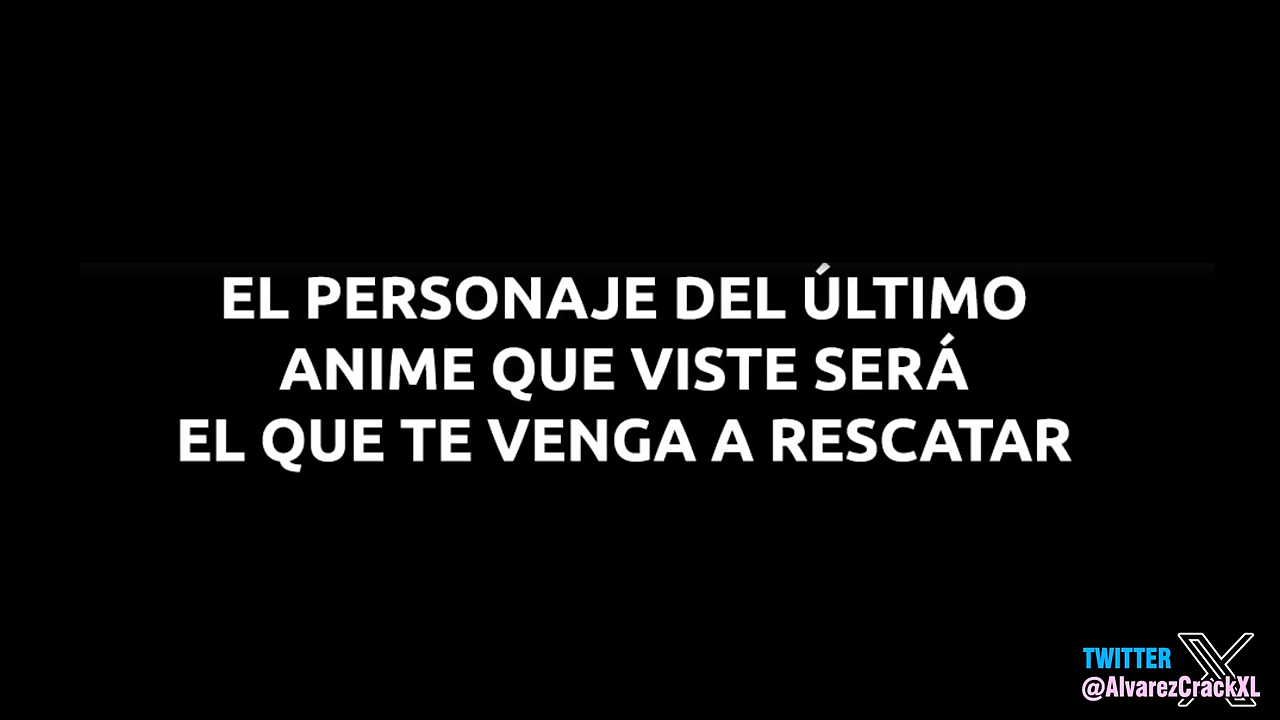 EL PERSONAJE DEL ÚLTIMO
ANIME QUE VISTE SERÁ
EL QUE TE VENGA A RESCATAR
TWITTER
@AlvarezCrackXL